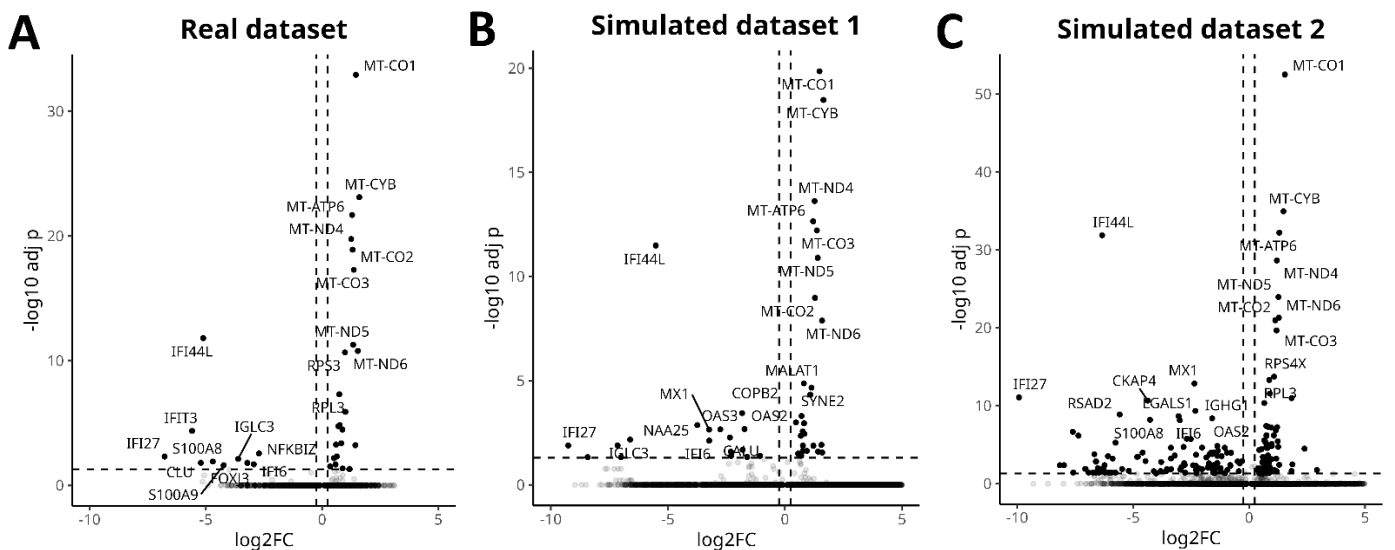 A
Real dataset
MT-CO1
30
MT-CYB
MT-ATP6
MT-ND4
20
MT-CO2
MT-CO3
-log10 adj p
MT-ND5
IFI44L
MT-ND6
RPS3
10
RPL3
IFIT3
IGLC3
IFI27
S100A8
NFKBIZ
CLU
IFI6
FOXI3
S100A9
0
-10
-5
0
5
log2FC
B
Simulated dataset 1
20
MT-CO1
MT-CYB
15
MT-ND4
MT-ATP6
MT-CO3
IFI44L
MT-ND5
10
-log10 adj p
MT-CO2
MT-ND6
MALAT1
5
MX1
COPB2
SYNE2
OAS3
OAS2
IFI27
NAA25
IGLC3
IFI6
CALU
0
-10
-5
0
5
log2FC
C
Simulated dataset 2
MT-CO1
50
40
MT-CYB
IFI44L
30
MT-ATP6
MT-ND4
MT-ND5
-log10 adj p
MT-CO2
MT-ND6
20
MT-CO3
MX1
RPS4X
IFI27
CKAP4
RSAD2
LGALS1
RPL3
10
IGHG1
S100A8
IFI6
OAS2
0
-10
-5
0
5
log2FC